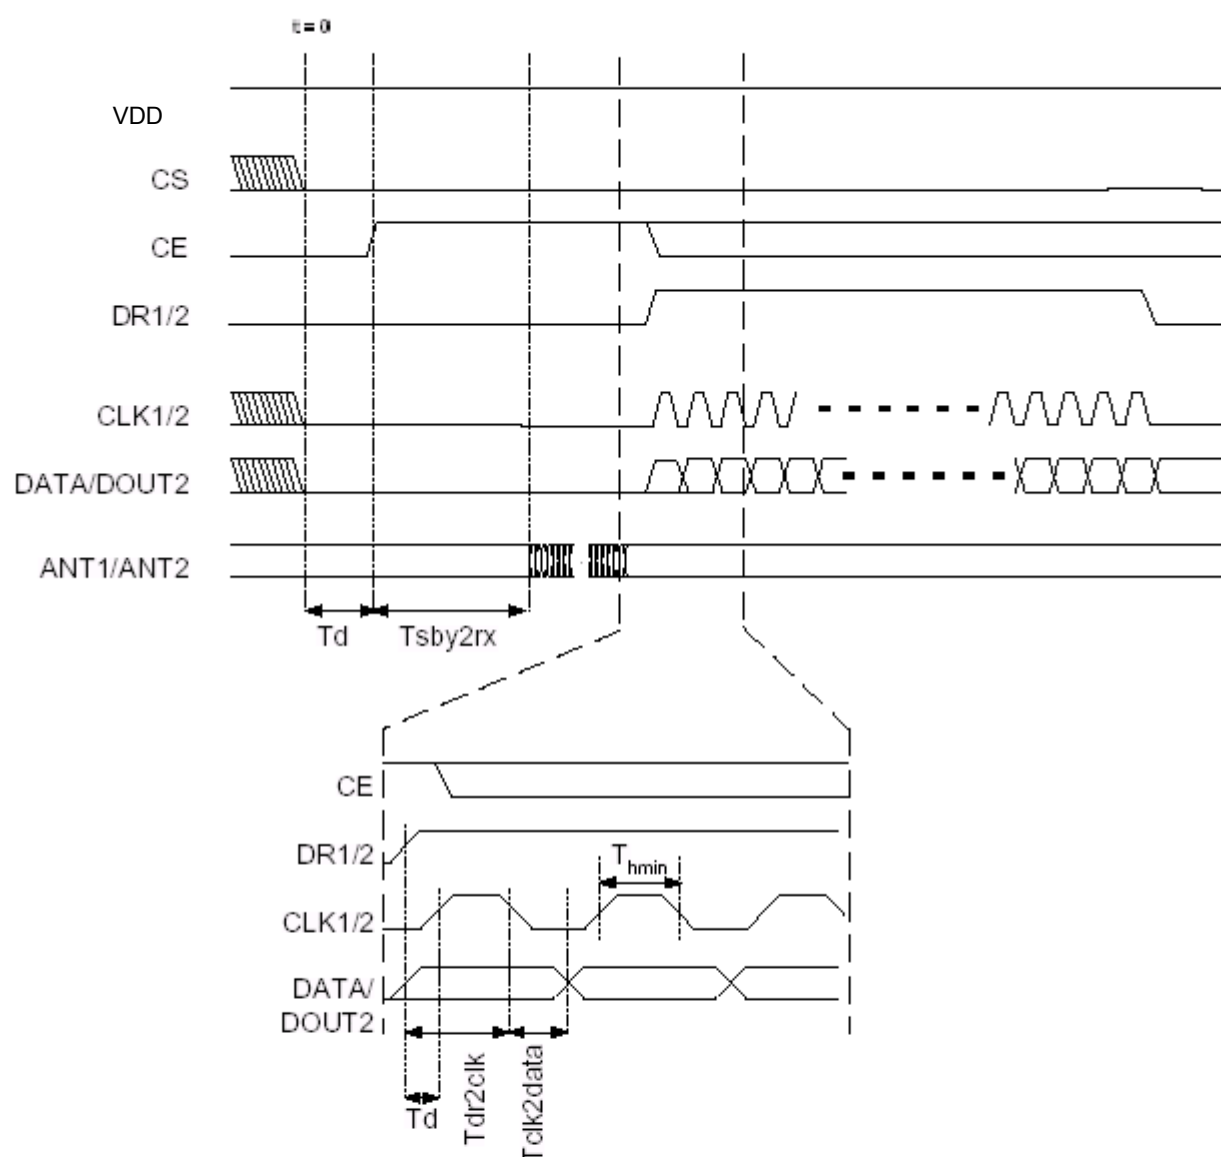 t = 0
VDD
CS
CE
DR1/2
CLK1/2
DATA/DOUT2
ANT1/ANT2
Td
Tsby2rx
CE
DR1/2
Thmin
CLK1/2
DATA/
DOUT2
Td
Tdr2clk
Tclk2data